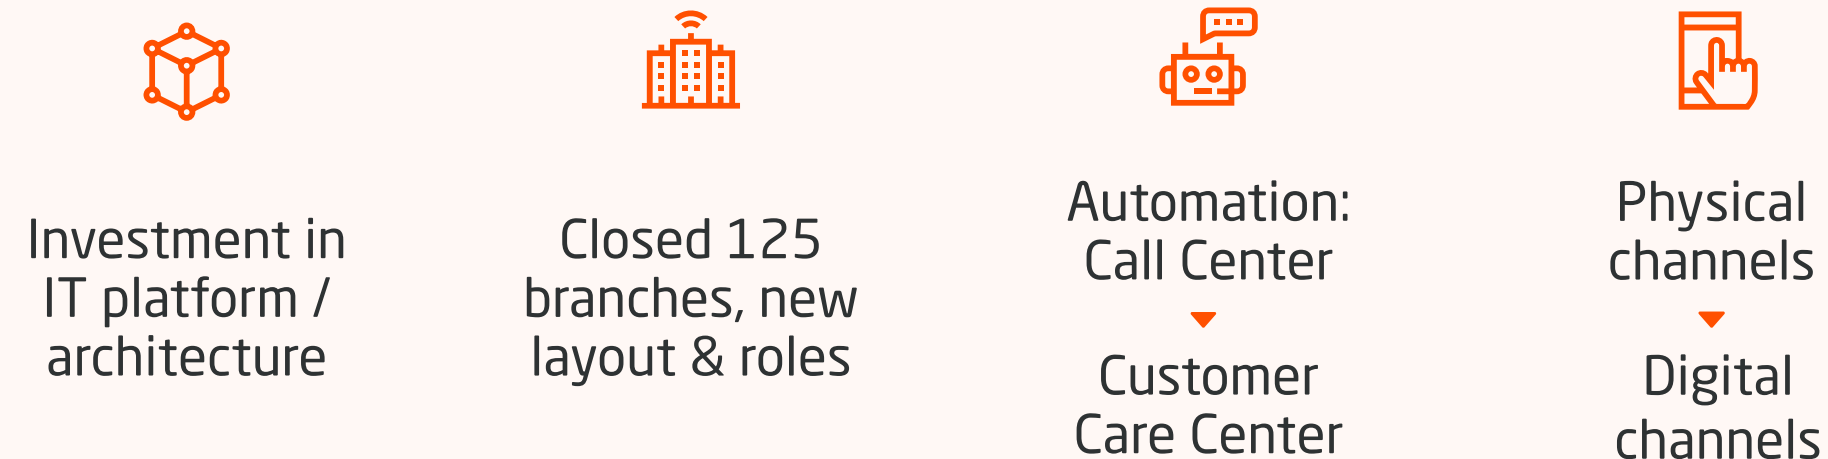 Investment in
IT platform /
architecture
Closed 125
branches, new
layout & roles
Automation:
Call Center
Customer
Care Center
Physical
channels
Digital
channels